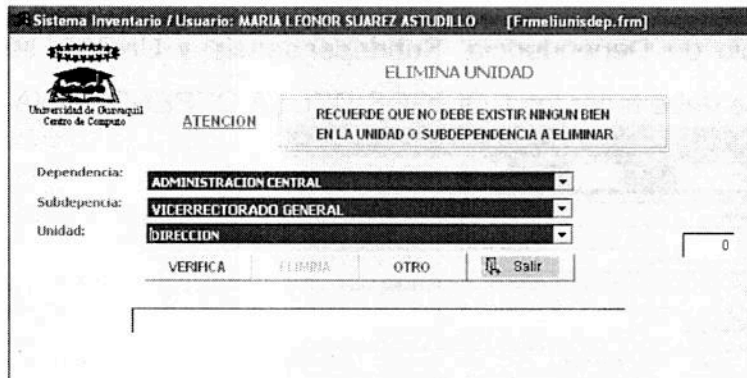 Sistema Inventario / Usuario: MARIA LEONOR SUAREZ ASTUDILLO [Frmeliunisdep.frm]
ELIMINA UNIDAD
Universidad de Guayaquil
Centro de Computo
ATENCION
RECUERDE QUE NO DEBE EXISTIR NINGUN BIEN
EN LA UNIDAD O SUBDEPENDENCIA A ELIMINAR
Dependencia: ADMINISTRACION CENTRAL
Subdepencia: VICERRECTORADO GENERAL
Unidad: DIRECCION
0
VERIFICA ELIMINA OTRO Salir